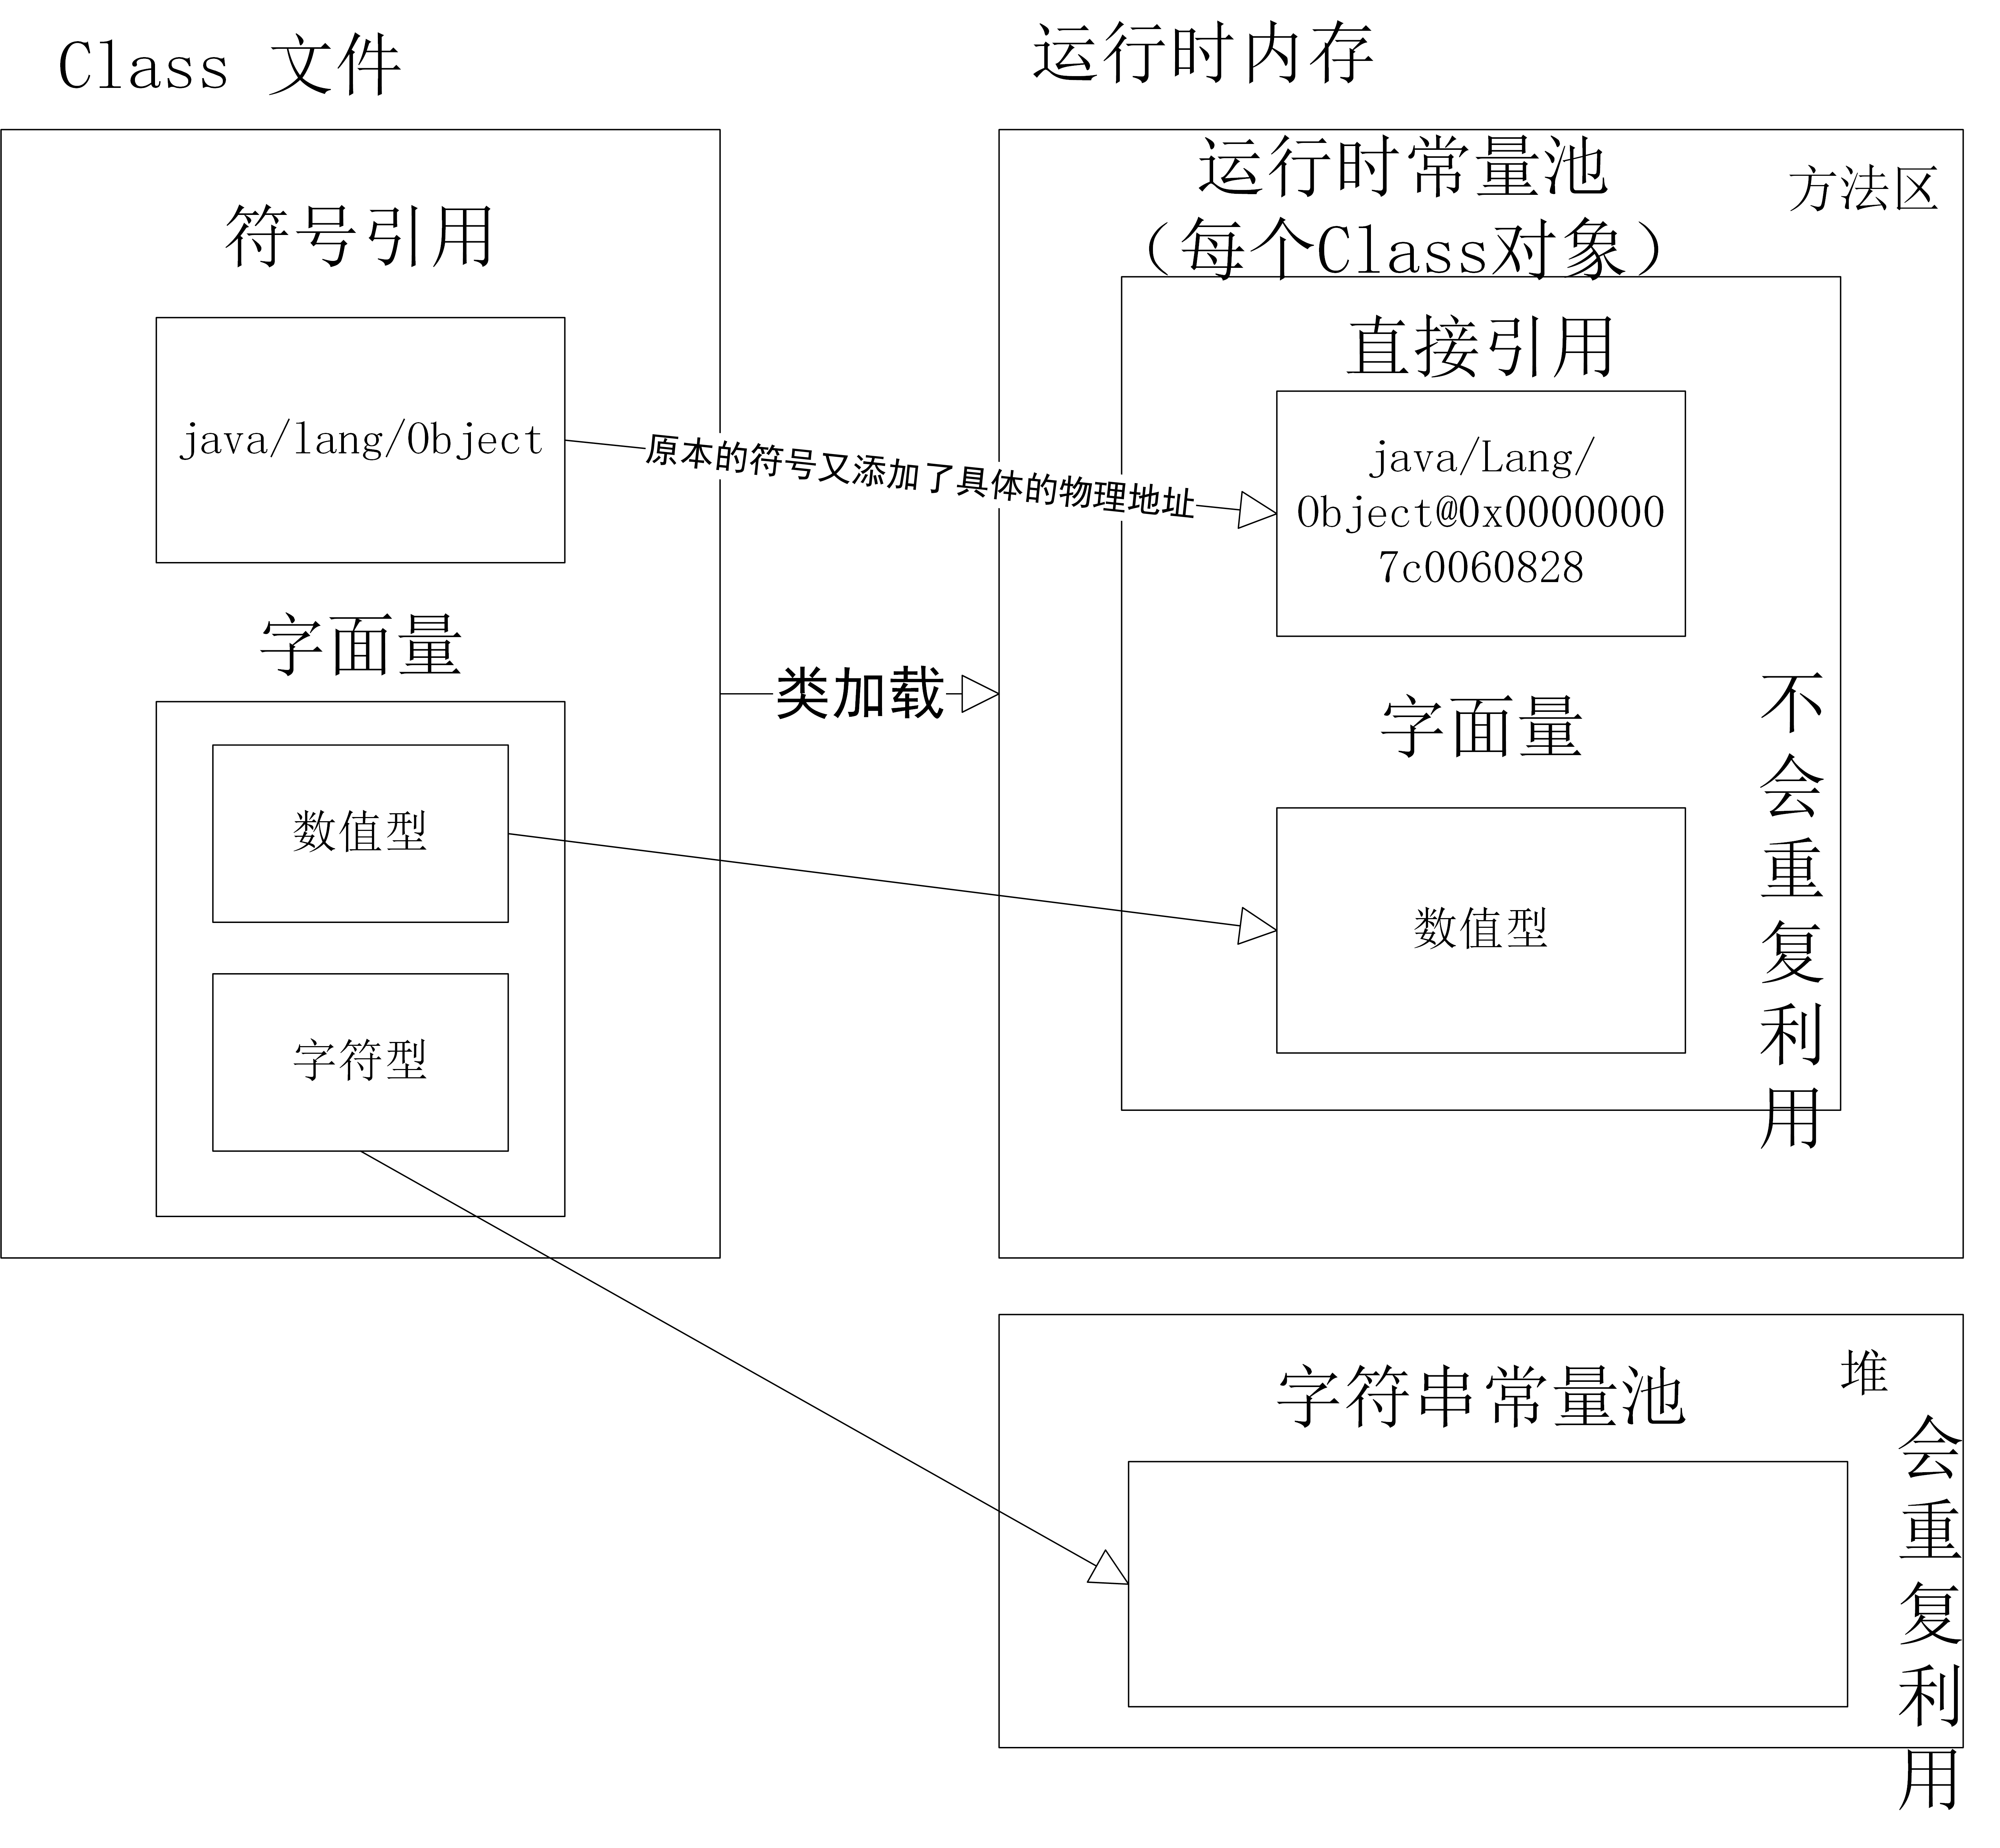 Class 文件
符号引用
java/lang/Object
字面量
数值型
字符型
原本的符号又添加了具体的物理地址
类加载
运行时内存
运行时常量池
（每个Class对象）
方法区
直接引用
java/Lang/
Object@0x0000000
7c0060828
字面量
数值型
不会重复利用
字符串常量池
堆
会重复利用